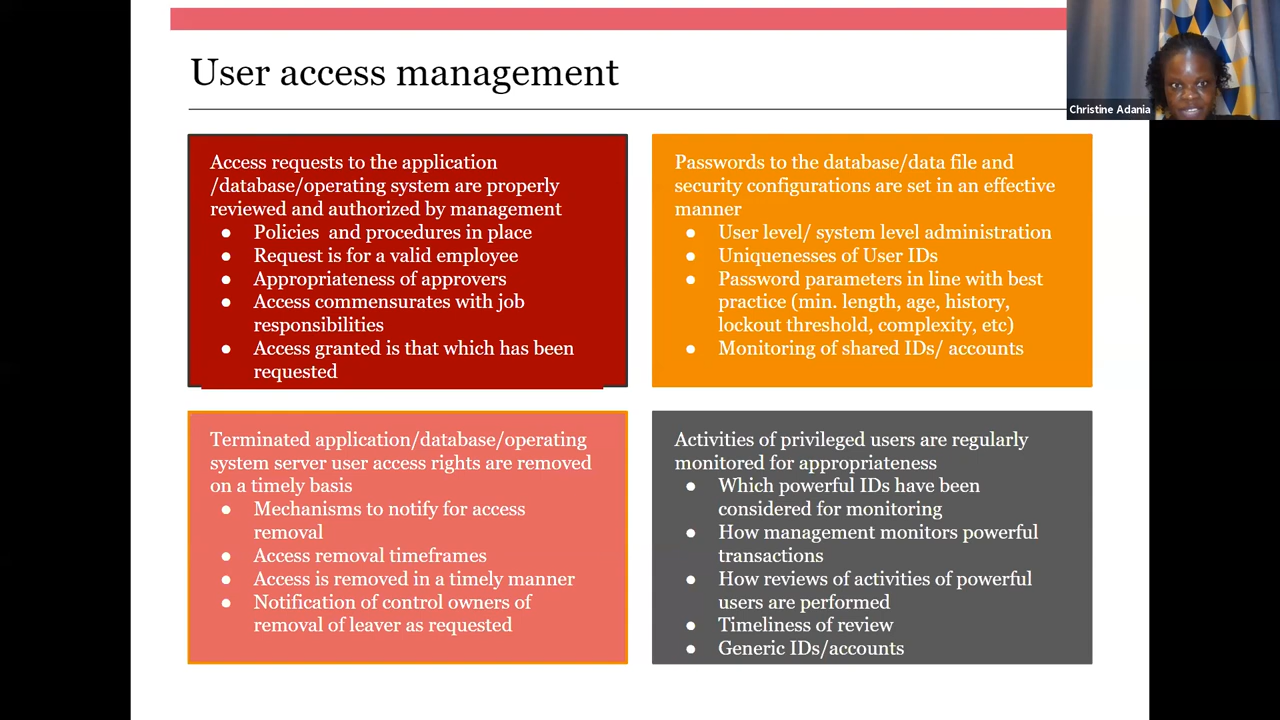 User access management
Christine Adania
Access requests to the application
/database/operating system are properly
reviewed and authorized by management
● Policies and procedures in place
● Request is for a valid employee
● Appropriateness of approvers
● Access commensurates with job
responsibilities
● Access granted is that which has been
requested
Passwords to the database/data file and
security configurations are set in an effective
manner
● User level/ system level administration
● Uniquenesses of User IDs
● Password parameters in line with best
practice (min. length, age, history,
lockout threshold, complexity, etc)
● Monitoring of shared IDs/ accounts
Terminated application/database/operating
system server user access rights are removed
on a timely basis
● Mechanisms to notify for access
removal
● Access removal timeframes
● Access is removed in a timely manner
● Notification of control owners of
removal of leaver as requested
Activities of privileged users are regularly
monitored for appropriateness
● Which powerful IDs have been
considered for monitoring
● How management monitors powerful
transactions
● How reviews of activities of powerful
users are performed
● Timeliness of review
● Generic IDs/accounts